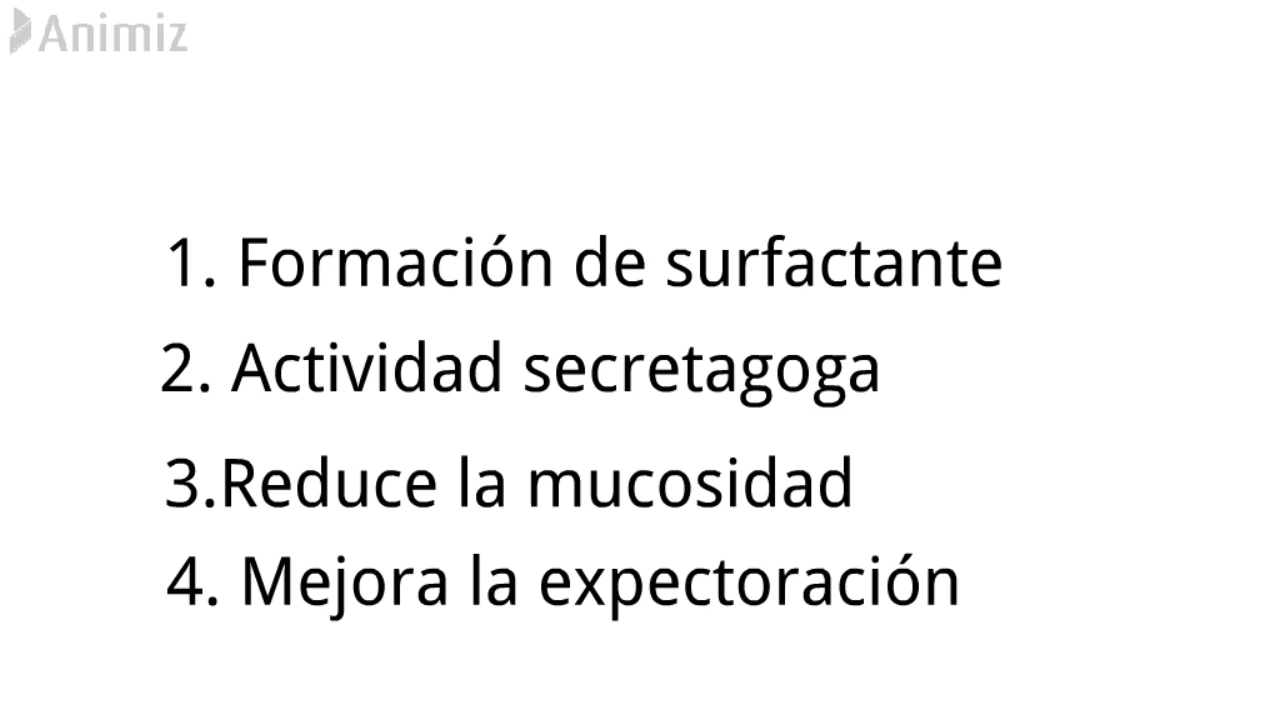 Animiz
1. Formación de surfactante
2. Actividad secretagoga
3.Reduce la mucosidad
4. Mejora la expectoración